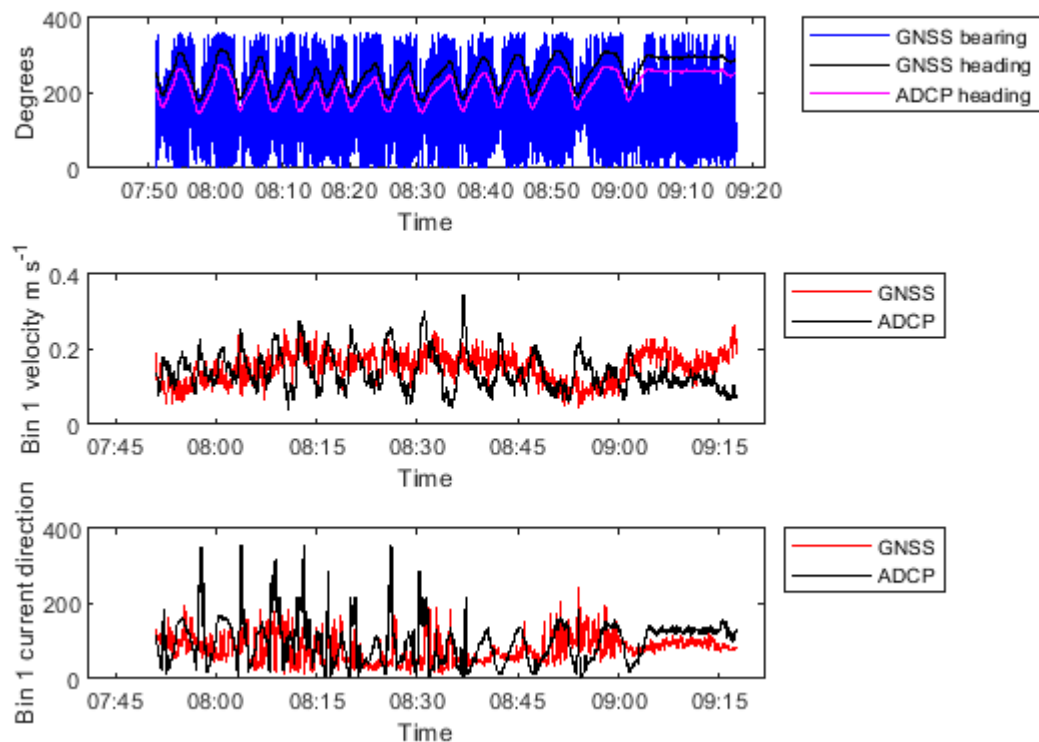 400
200
0
Degrees
07:50 08:00 08:10 08:20 08:30 08:40 08:50 09:00 09:10 09:20
Time
GNSS bearing
GNSS heading
ADCP heading
0.4
0.2
0
Bin 1 velocity m s-1
07:45 08:00 08:15 08:30 08:45 09:00 09:15
Time
GNSS
ADCP
400
200
0
Bin 1 current direction
07:45 08:00 08:15 08:30 08:45 09:00 09:15
Time
GNSS
ADCP